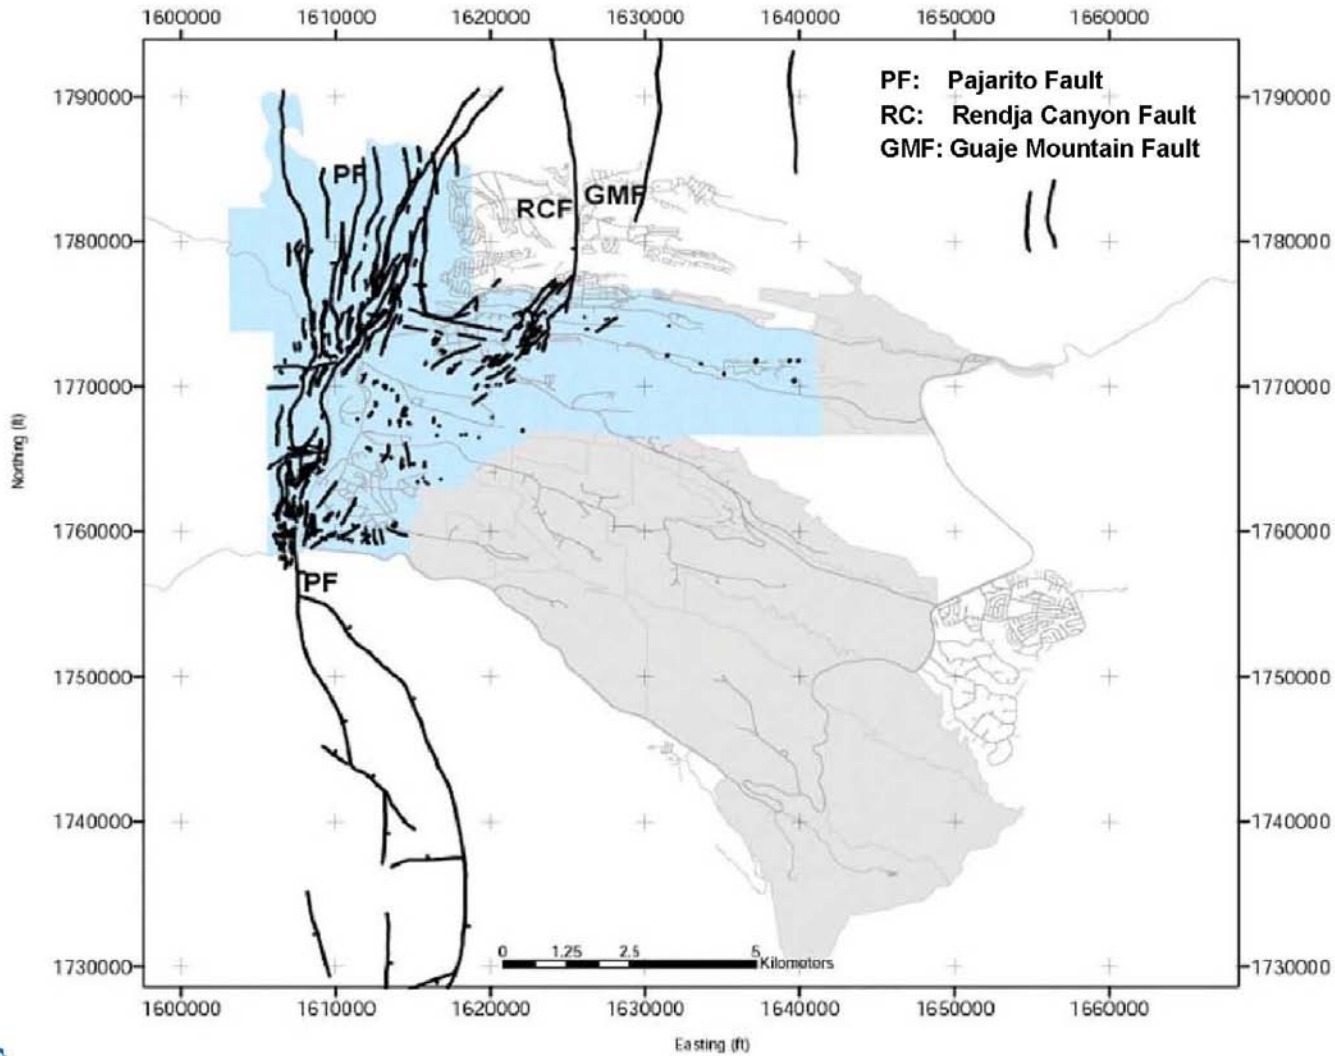 1600000 1610000 1620000 1630000 1640000 1650000 1660000
PF: Pajarito Fault
RC: Rendja Canyon Fault
GMF: Guaje Mountain Fault
1790000 1790000
PF
RCF GMF
1780000 1780000
1770000 1770000
Northing (ft)
1760000 1760000
PF
1750000 1750000
1740000 1740000
0 1.25 2.5 5
Kilometers
1730000 1730000
1600000 1610000 1620000 1630000 1640000 1650000 1660000
Easting (ft)